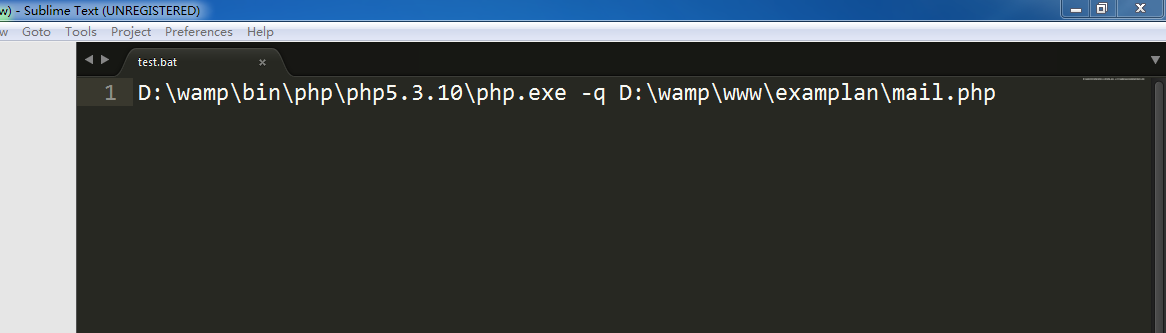 w) - Sublime Text (UNREGISTERED)
w Goto Tools Project Preferences Help
test.bat
1 D:\wamp\bin\php\php5.3.10\php.exe -q D:\wamp\www\examplan\mail.php